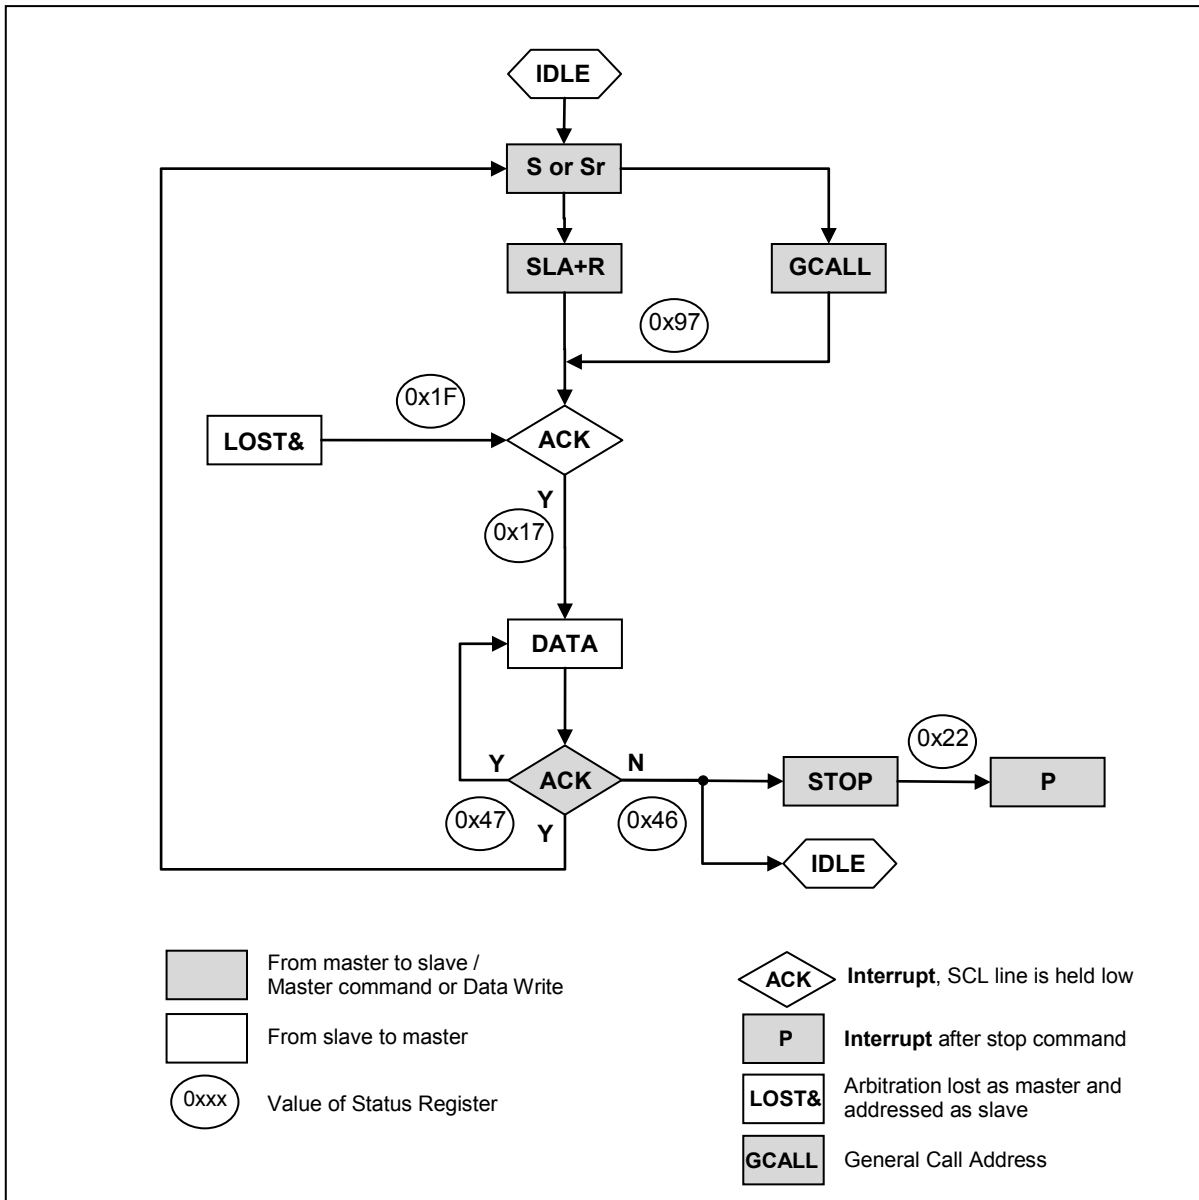 IDLE
S or Sr
SLA+R
GCALL
0x97
0x1F
LOST&
ACK
Y
0x17
DATA
Y
ACK
N
0x22
STOP
P
0x47
Y
0x46
IDLE
From master to slave /
Master command or Data Write
From slave to master
0xxx
Value of Status Register
ACK
Interrupt, SCL line is held low
P
Interrupt after stop command
LOST&
Arbitration lost as master and
addressed as slave
GCALL
General Call Address